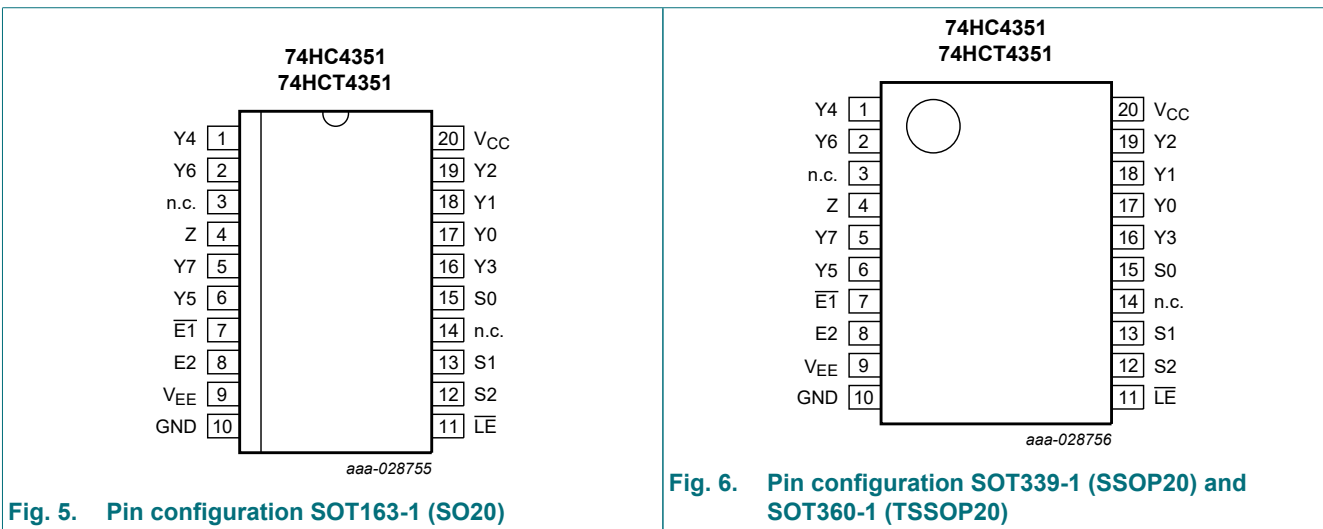 74HC4351
74HCT4351
Y4 1 20 VCC
Y6 2 19 Y2
n.c. 3 18 Y1
Z 4 17 Y0
Y7 5 16 Y3
Y5 6 15 S0
E1 7 14 n.c.
E2 8 13 S1
VEE 9 12 S2
GND 10 11 LE
aaa-028755
Fig. 5. Pin configuration SOT163-1 (SO20)
74HC4351
74HCT4351
Y4 1 20 VCC
Y6 2 19 Y2
n.c. 3 18 Y1
Z 4 17 Y0
Y7 5 16 Y3
Y5 6 15 S0
E1 7 14 n.c.
E2 8 13 S1
VEE 9 12 S2
GND 10 11 LE
aaa-028756
Fig. 6. Pin configuration SOT339-1 (SSOP20) and
SOT360-1 (TSSOP20)